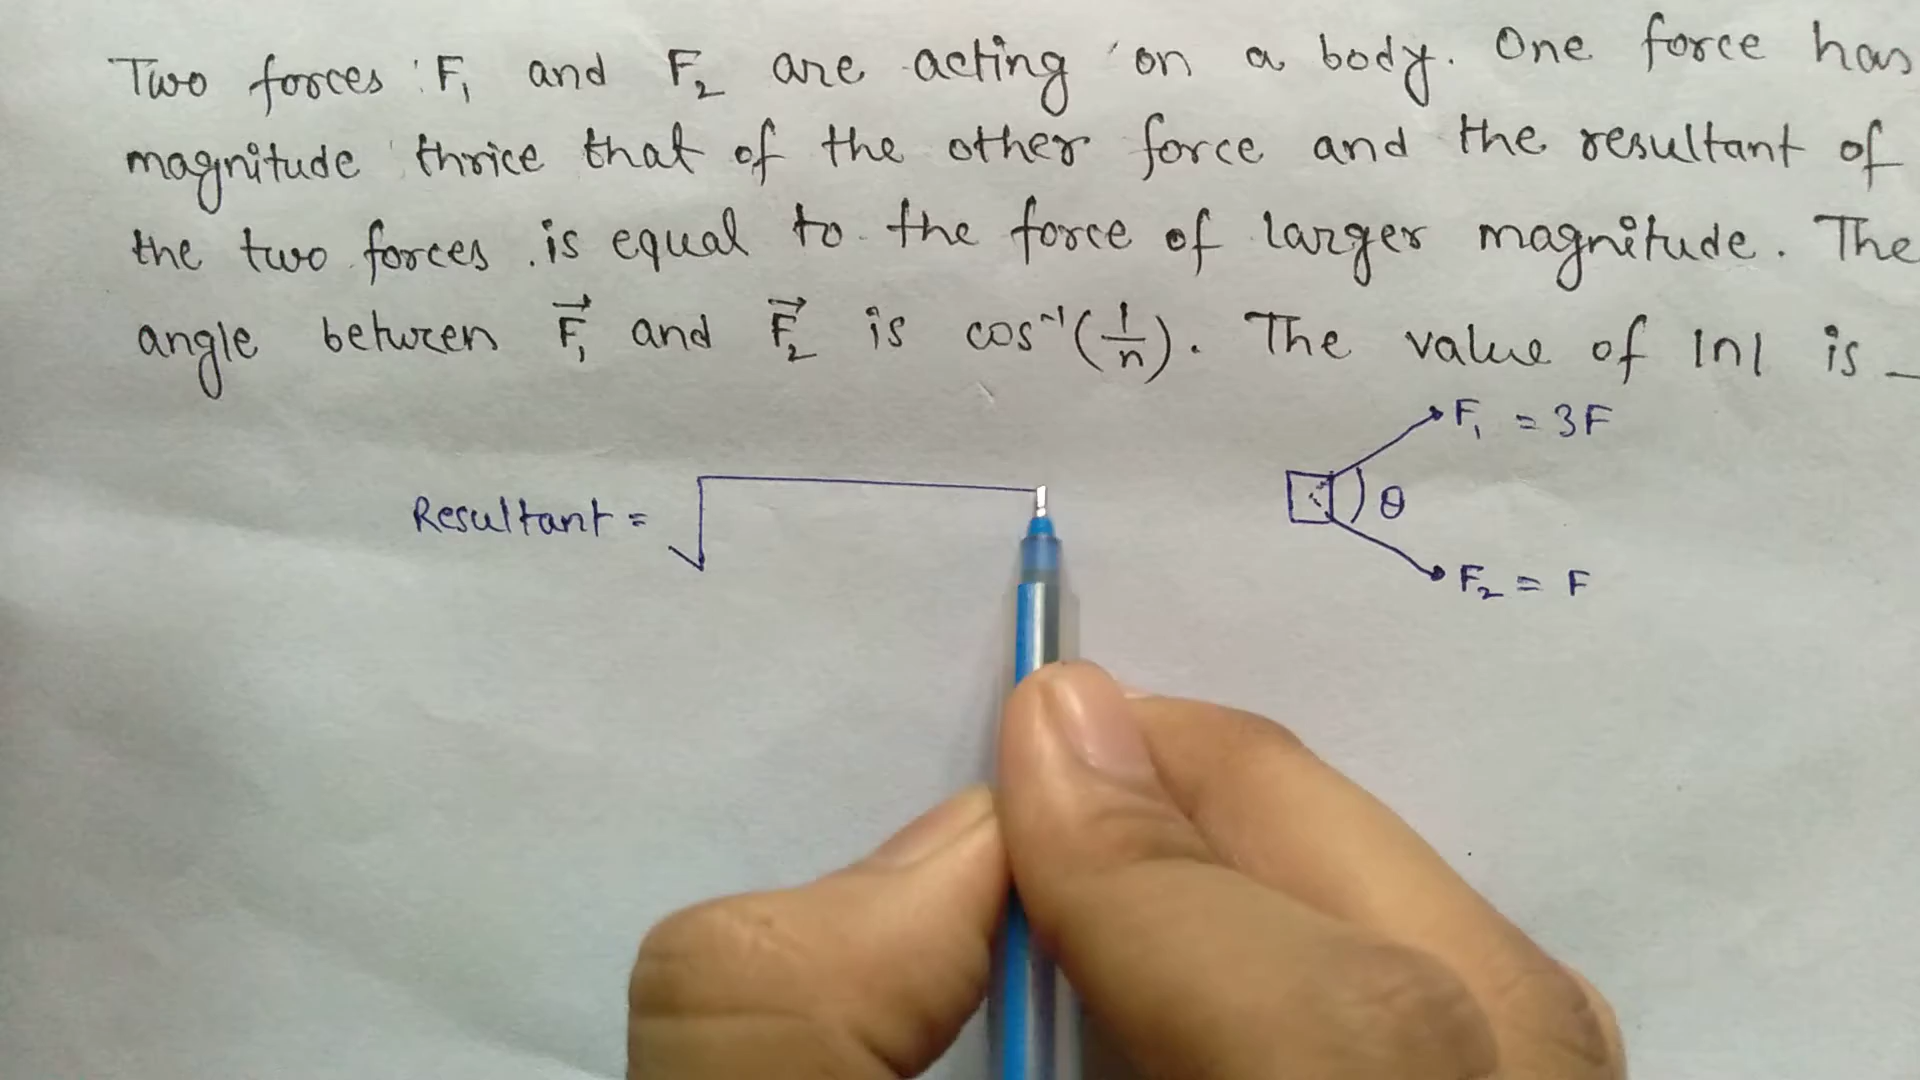 Two forces F₁ and F₂ are acting on a body. One force has
magnitude thrice that of the other force and the resultant of
the two forces is equal to the force of larger magnitude. The
angle between F⃗₁ and F⃗₂ is cos⁻¹(1/n). The value of |n| is _
F₁ = 3F
Resultant = √
θ
F₂ = F